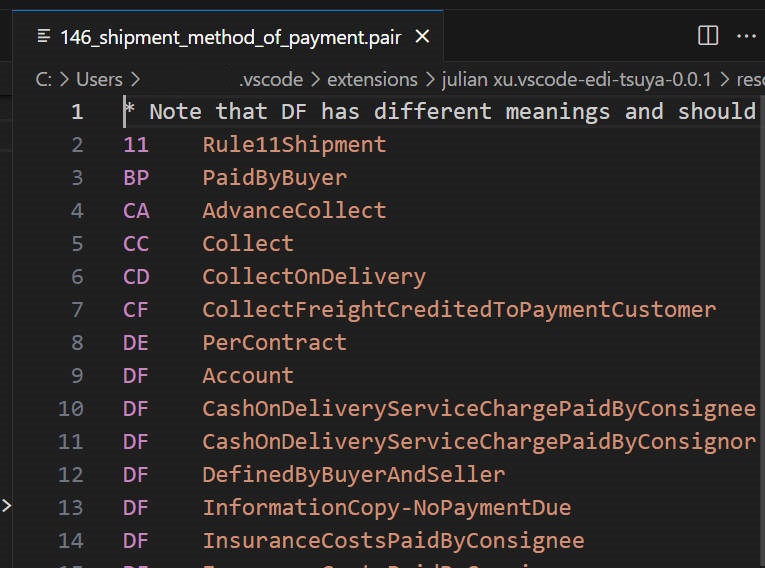 146_shipment_method_of_payment.pair
C: > Users > .vscode > extensions > julian xu.vscode-edi-tsuya-0.0.1 >
1 * Note that DF has different meanings and should
2 11 Rule11Shipment
3 BP PaidByBuyer
4 CA AdvanceCollect
5 CC Collect
6 CD CollectOnDelivery
7 CF CollectFreightCreditedToPaymentCustomer
8 DE PerContract
9 DF Account
10 DF CashOnDeliveryServiceChargePaidByConsignee
11 DF CashOnDeliveryServiceChargePaidByConsignor
12 DF DefinedByBuyerAndSeller
13 DF InformationCopy-NoPaymentDue
14 DF InsuranceCostsPaidByConsignee